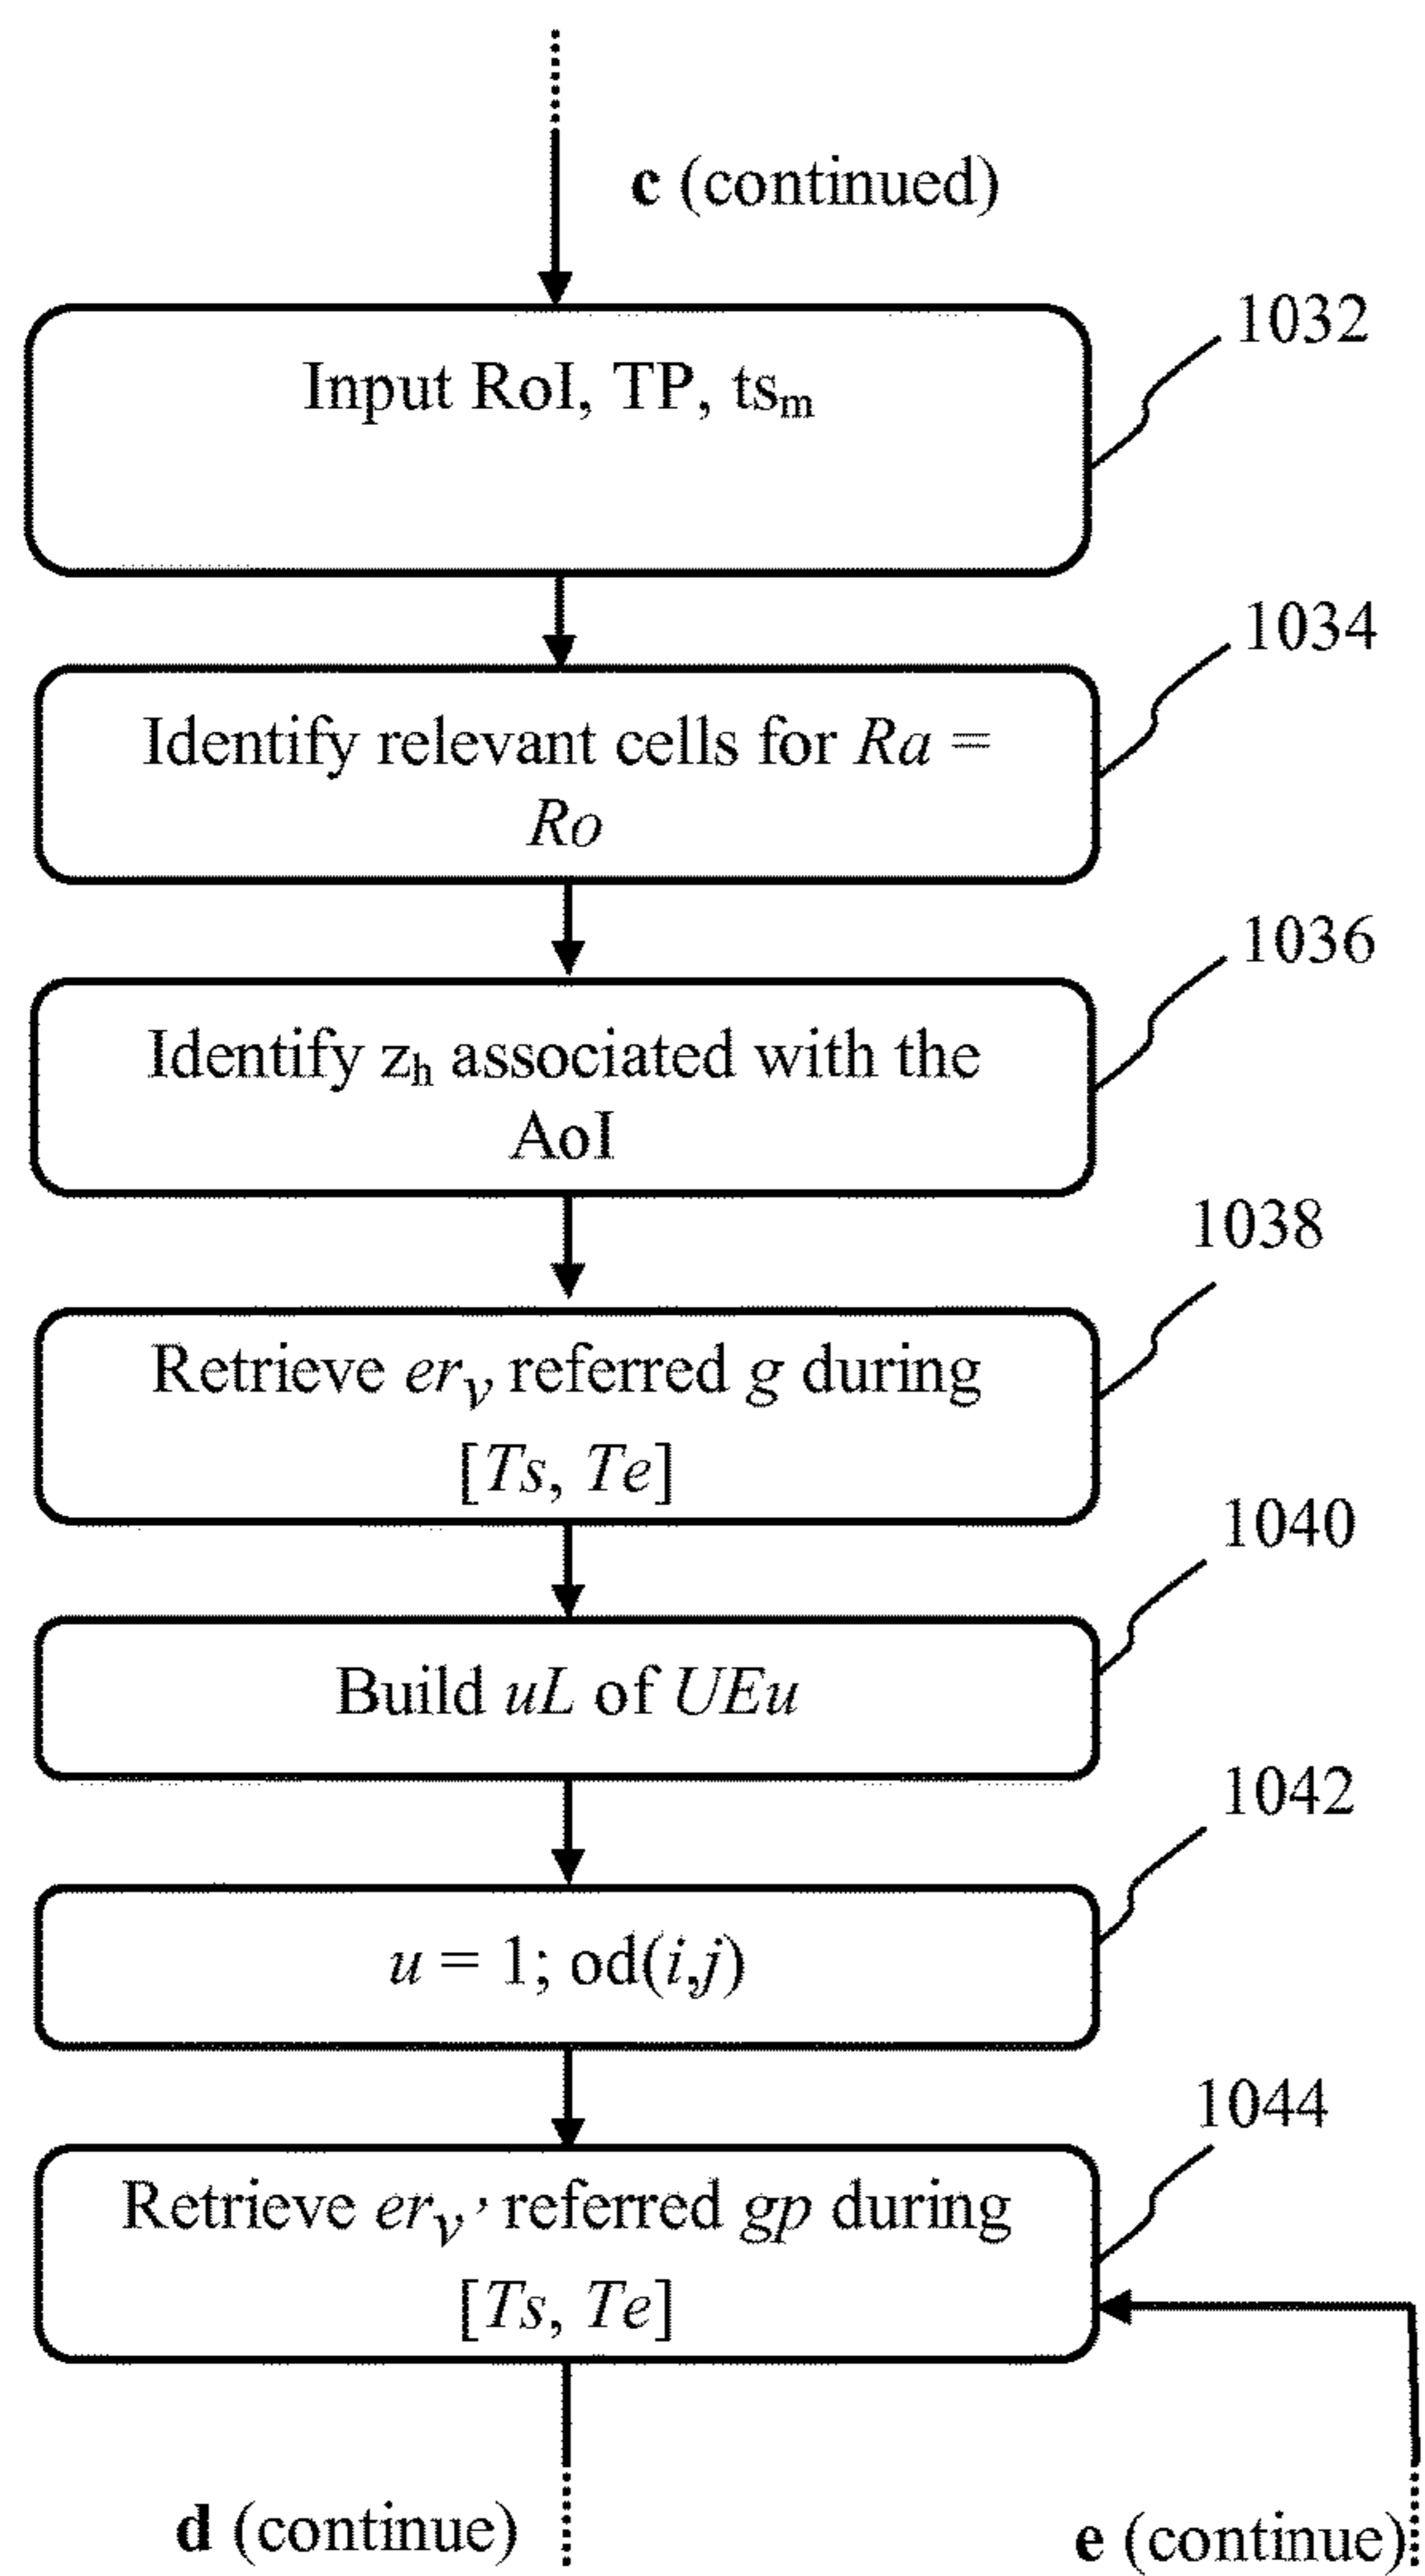 c (continued)
1032
Input RoI, TP, tsₘ
1034
Identify relevant cells for Ra =
Ro
1036
Identify zₕ associated with the
AoI
1038
Retrieve erᵥ referred g during
[Ts, Te]
1040
Build uL of UEu
1042
u = 1; od(i,j)
1044
Retrieve erᵥ’ referred gp during
[Ts, Te]
d (continue)
e (continue)